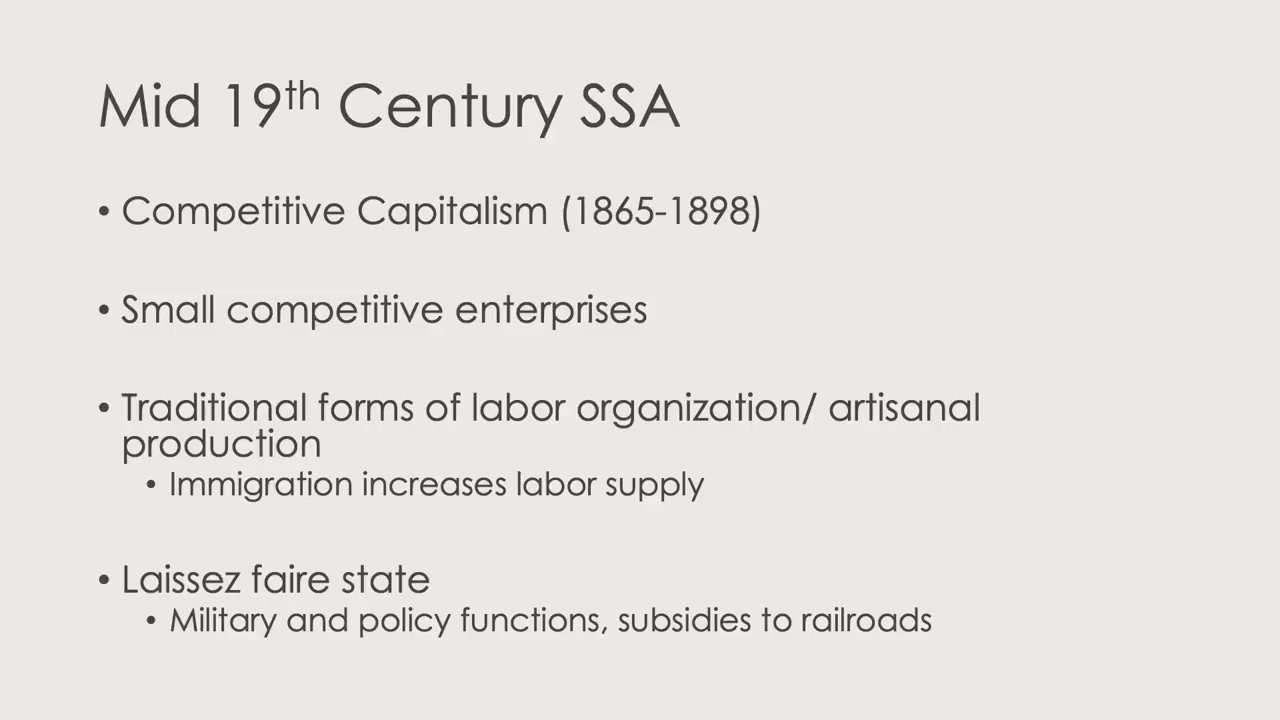 Mid 19th Century SSA
• Competitive Capitalism (1865-1898)
• Small competitive enterprises
• Traditional forms of labor organization/ artisanal
production
• Immigration increases labor supply
• Laissez faire state
• Military and policy functions, subsidies to railroads